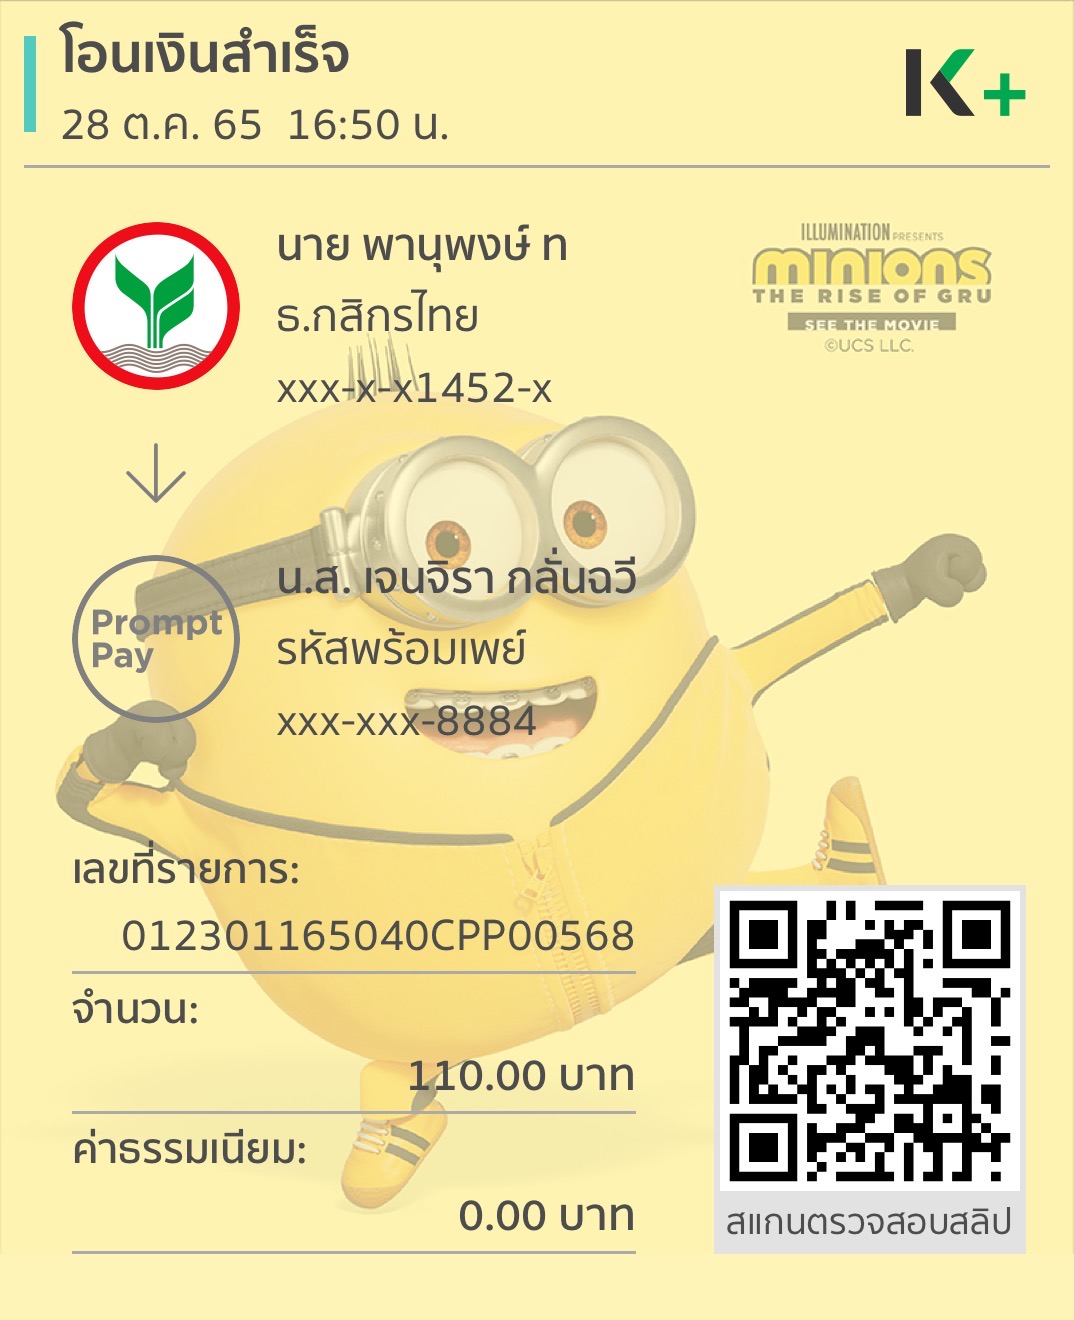 โอนเงินสำเร็จ
28 ต.ค. 65 16:50 น.
K+
นาย พานุพงษ์ ท
ธ.กสิกรไทย
xxx-x-x1452-x
ILLUMINATION PRESENTS
minions
THE RISE OF GRU
SEE THE MOVIE
©UCS LLC.
Prompt
Pay
น.ส. เจนจิรา กลั่นฉวี
รหัสพร้อมเพย์
xxx-xxx-8884
เลขที่รายการ:
012301165040CPP00568
จำนวน:
110.00 บาท
ค่าธรรมเนียม:
0.00 บาท
สแกนตรวจสอบสลิป